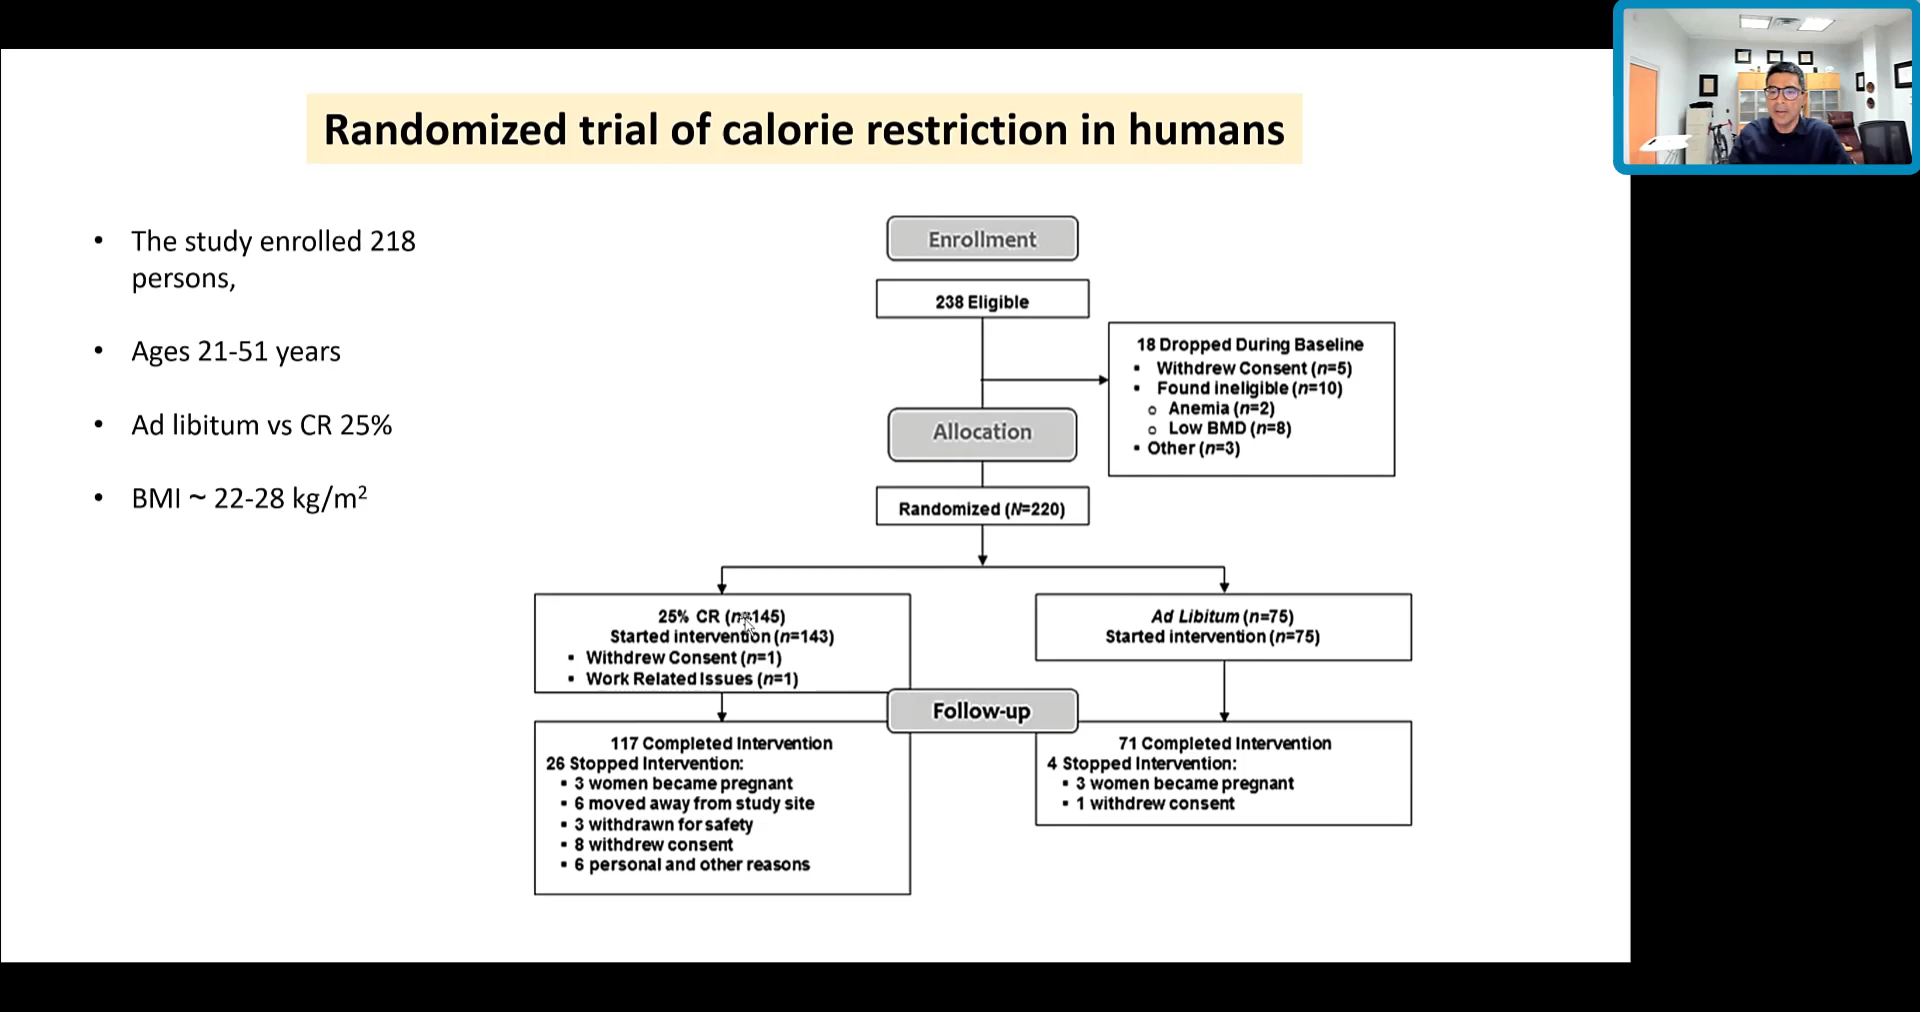 Randomized trial of calorie restriction in humans
• The study enrolled 218
persons,
• Ages 21-51 years
• Ad libitum vs CR 25%
• BMI ~ 22-28 kg/m²
Enrollment
238 Eligible
18 Dropped During Baseline
▪ Withdrew Consent (n=5)
▪ Found ineligible (n=10)
o Anemia (n=2)
o Low BMD (n=8)
▪ Other (n=3)
Allocation
Randomized (N=220)
25% CR (n=145)
Started intervention (n=143)
▪ Withdrew Consent (n=1)
▪ Work Related Issues (n=1)
Ad Libitum (n=75)
Started intervention (n=75)
Follow-up
117 Completed Intervention
26 Stopped Intervention:
▪ 3 women became pregnant
▪ 6 moved away from study site
▪ 3 withdrawn for safety
▪ 8 withdrew consent
▪ 6 personal and other reasons
71 Completed Intervention
4 Stopped Intervention:
▪ 3 women became pregnant
▪ 1 withdrew consent